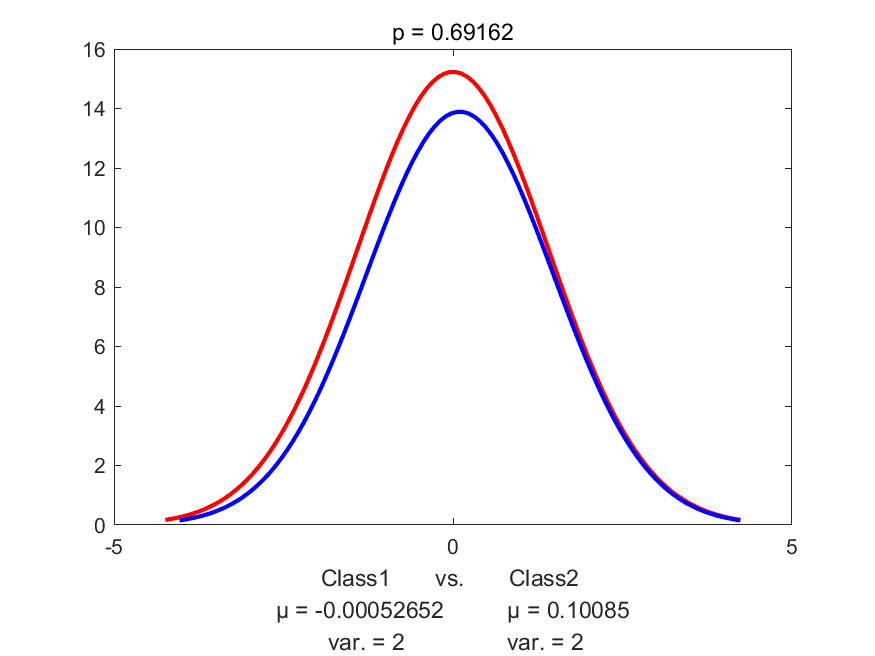 p = 0.69162
16
14
12
10
8
6
4
2
0
-5 0 5
Class1 vs. Class2
μ = -0.00052652 μ = 0.10085
var. = 2 var. = 2